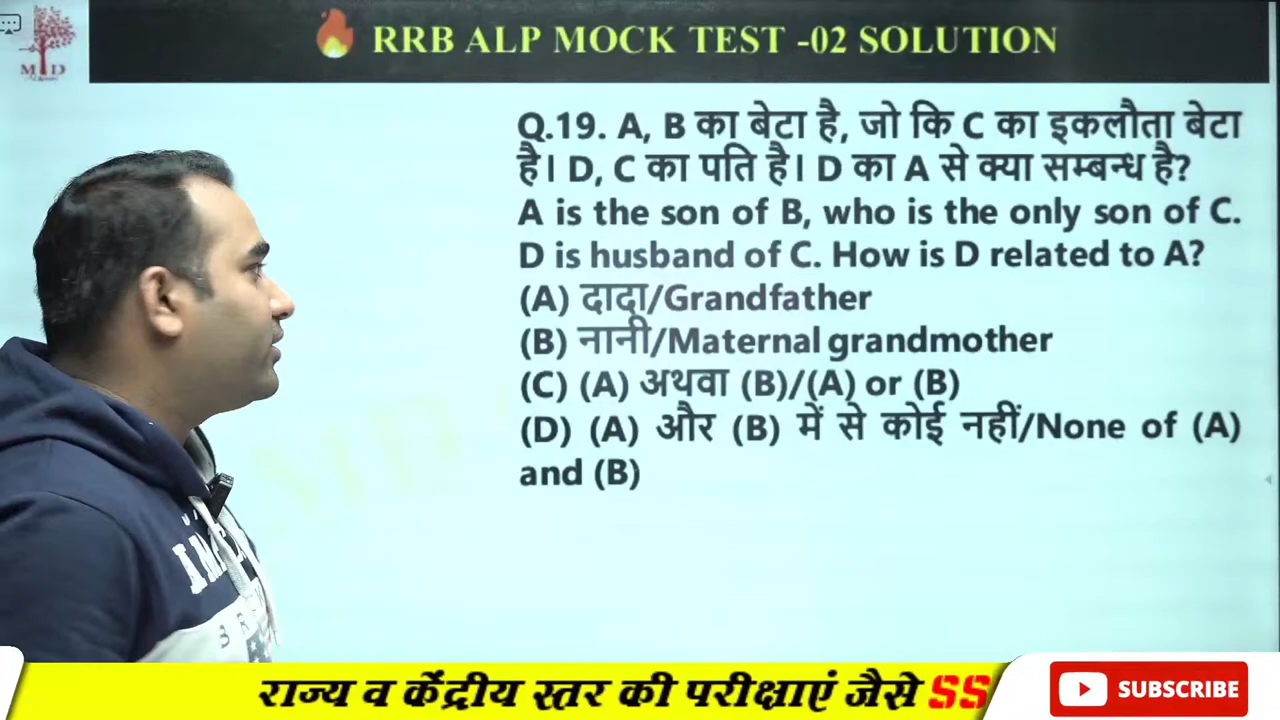 RRB ALP MOCK TEST -02 SOLUTION
Q.19. A, B का बेटा है, जो कि C का इकलौता बेटा
है। D, C का पति है। D का A से क्या सम्बन्ध है?
A is the son of B, who is the only son of C.
D is husband of C. How is D related to A?
(A) दादा/Grandfather
(B) नानी/Maternal grandmother
(C) (A) अथवा (B)/(A) or (B)
(D) (A) और (B) में से कोई नहीं/None of (A)
and (B)
राज्य व केंद्रीय स्तर की परीक्षाएं जैसे SS
SUBSCRIBE